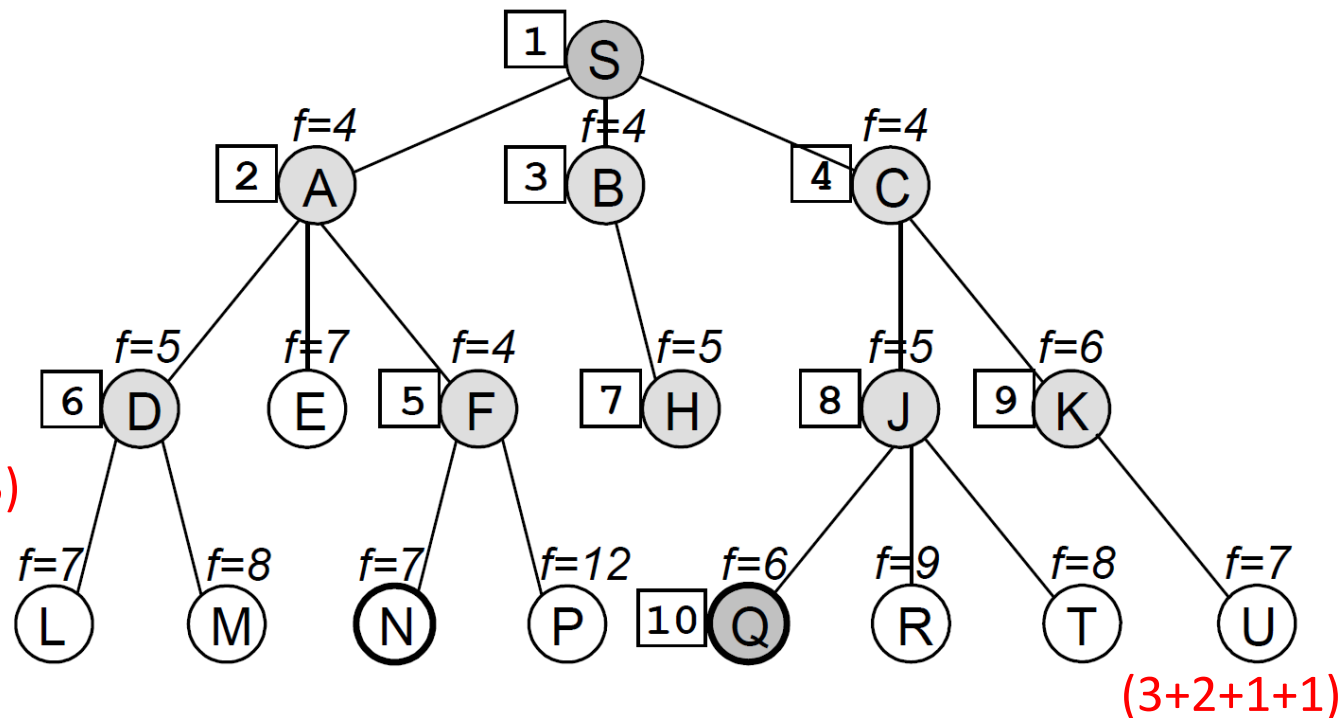 1 S
f=4 f=4 f=4
2 A 3 B 4 C
f=5 f=7 f=4 f=5 f=5 f=6
6 D E 5 F 7 H 8 J 9 K
)
f=7 f=8 f=7 f=12 f=6 f=9 f=8 f=7
L M N P 10 Q R T U
(3+2+1+1)